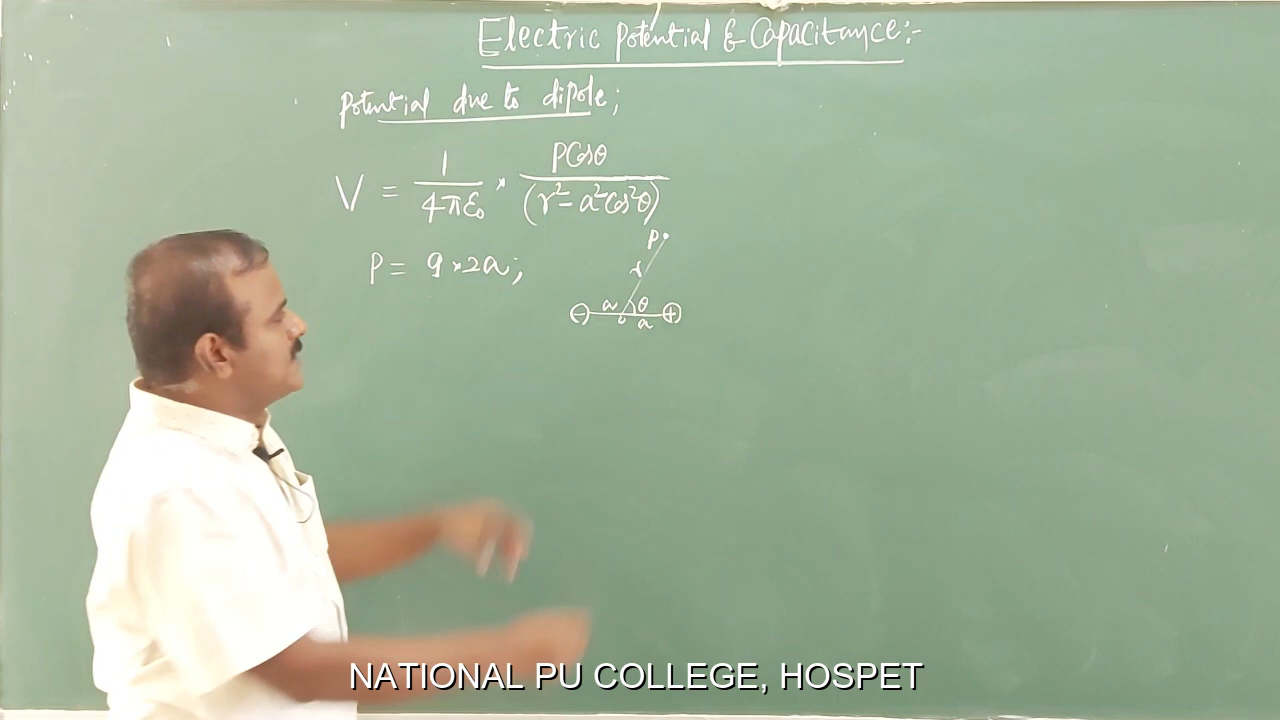 Electric Potential & Capacitance:-
Potential due to dipole;
V = 1/4πε₀ × PCosθ/(r² - a²Cos²θ)
P = q × 2a;
P
r
a θ
(-) o a (+)
NATIONAL PU COLLEGE, HOSPET